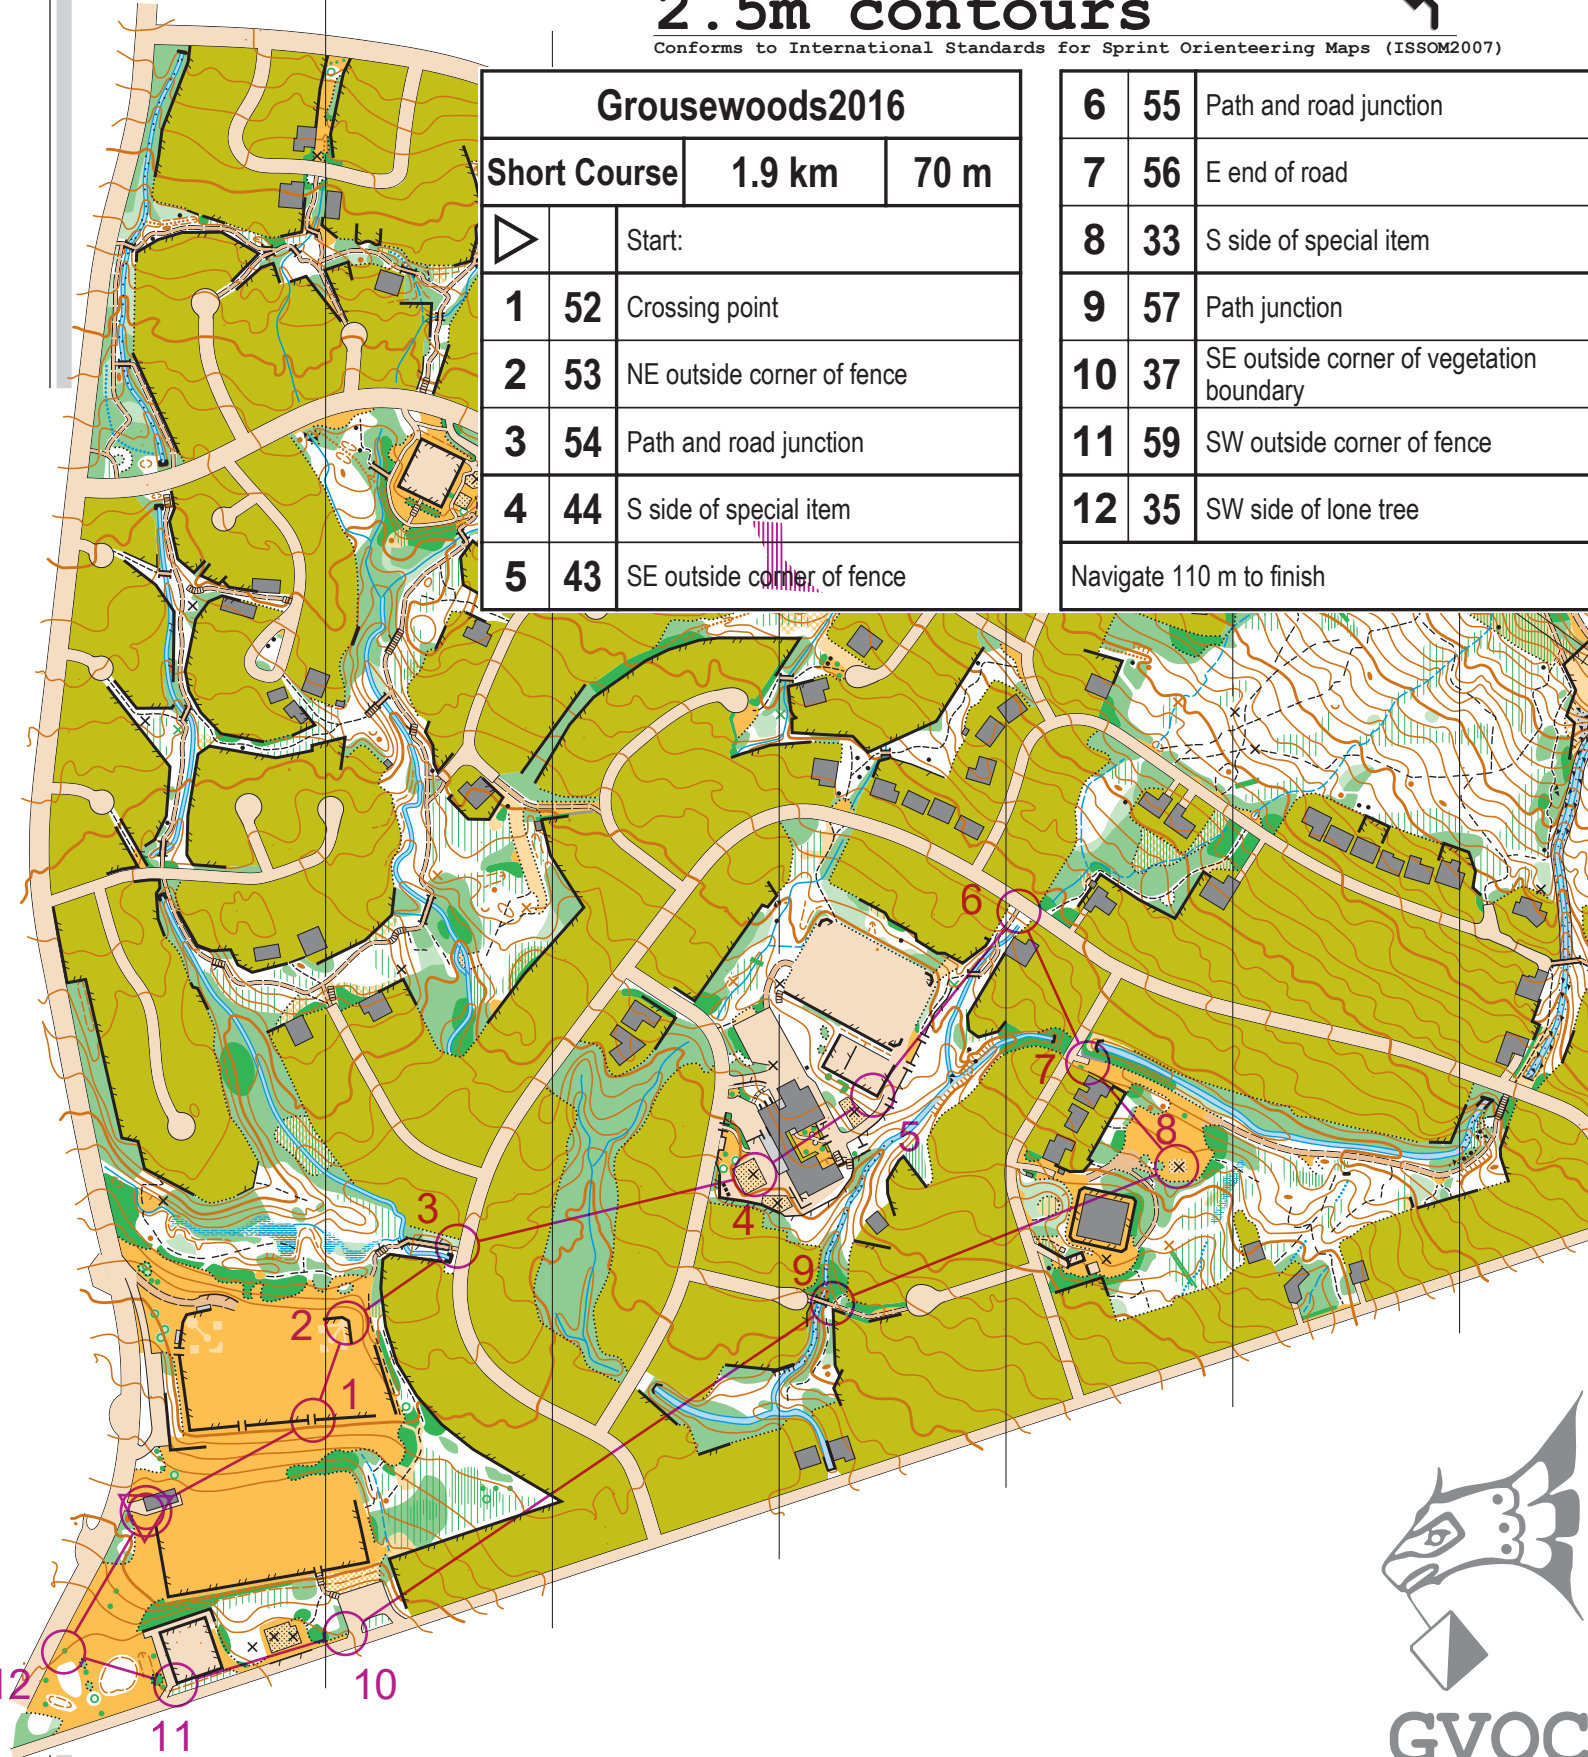 2.5m contours
Conforms to International Standards for Sprint Orienteering Maps (ISSOM2007)
Grousewoods2016
Short Course 1.9 km 70 m
Start:
1 52 Crossing point
2 53 NE outside corner of fence
3 54 Path and road junction
4 44 S side of special item
5 43 SE outside corner of fence
6 55 Path and road junction
7 56 E end of road
8 33 S side of special item
9 57 Path junction
10 37 SE outside corner of vegetation
boundary
11 59 SW outside corner of fence
12 35 SW side of lone tree
Navigate 110 m to finish
6
7
8
5
3
4
9
2
1
12
10
11
GVOC